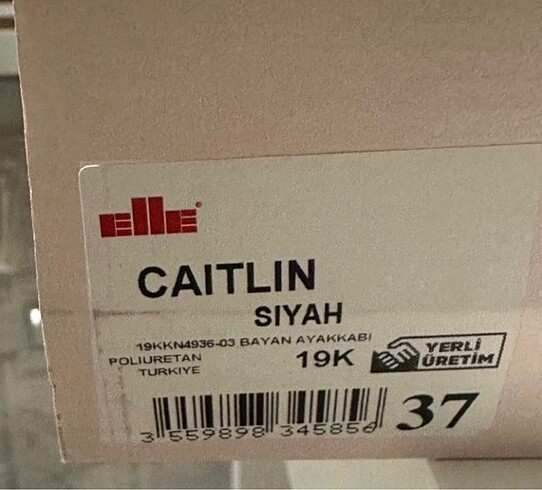 elle
CAITLIN
SIYAH
19KKN4936-03 BAYAN AYAKKABI
POLIURETAN
TURKIYE
19K
YERLİ
ÜRETİM
3 559898 345856
37